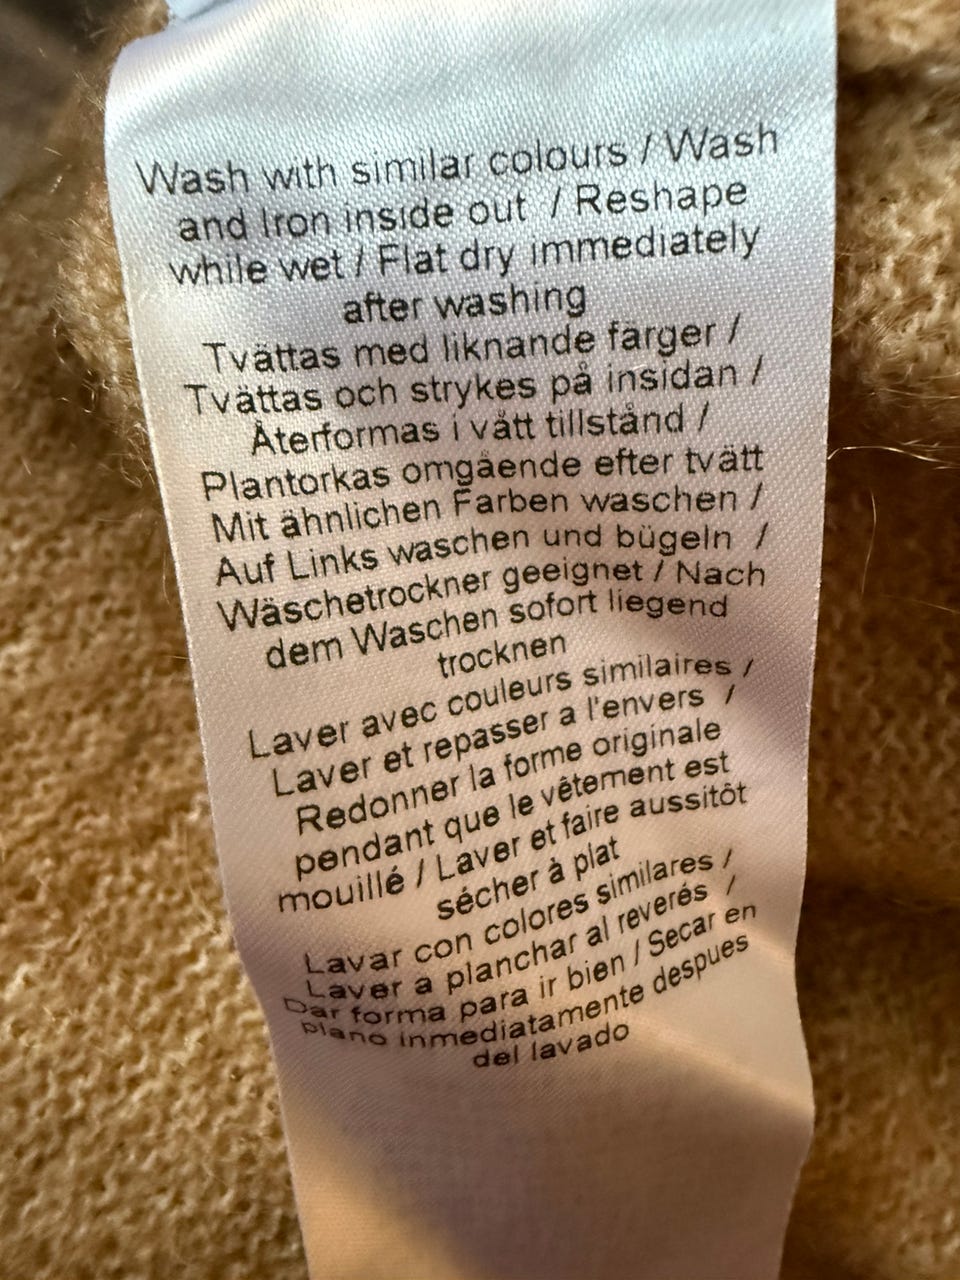 Wash with similar colours / Wash
and Iron inside out / Reshape
while wet / Flat dry immediately
after washing
Tvättas med liknande färger /
Tvättas och strykes på insidan /
Återformas i vått tillstånd /
Plantorkas omgående efter tvätt
Mit ähnlichen Farben waschen /
Auf Links waschen und bügeln /
Wäschetrockner geeignet / Nach
dem Waschen sofort liegend
trocknen
Laver avec couleurs similaires /
Laver et repasser a l'envers /
Redonner la forme originale
pendant que le vêtement est
mouillé / Laver et faire aussitôt
sécher à plat
Lavar con colores similares /
Laver a planchar al reverés /
Dar forma para ir bien / Secar en
plano inmediatamente despues
del lavado